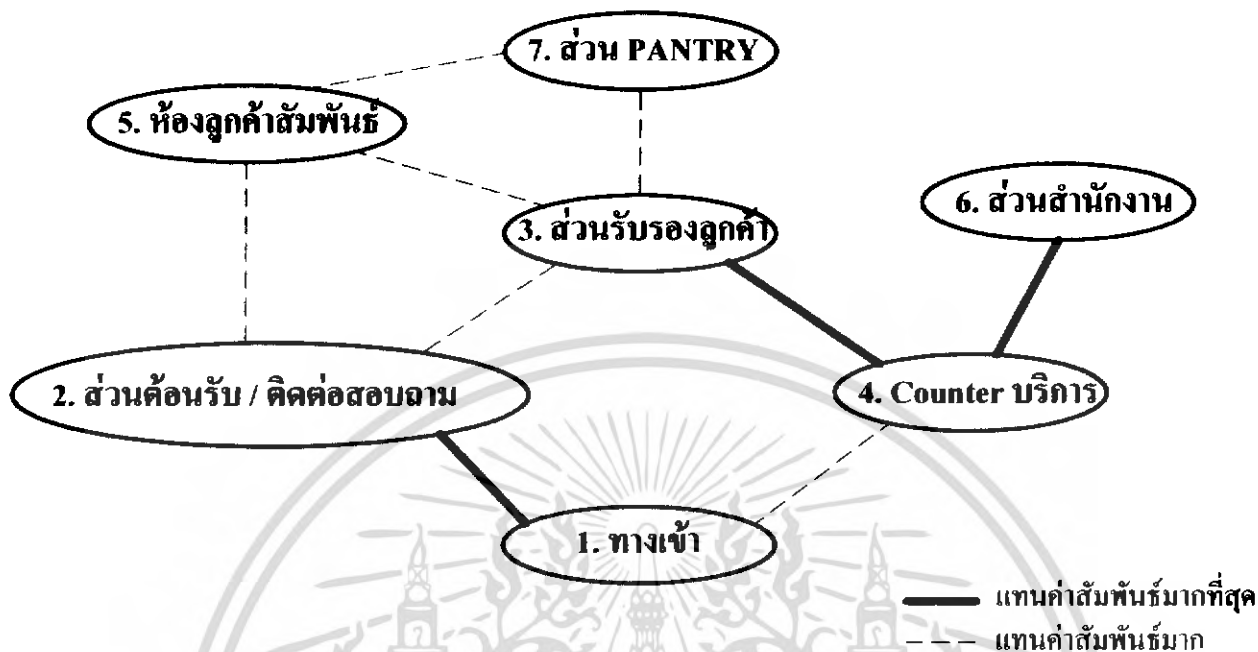 7. ส่วน PANTRY
5. ห้องลูกค้าสัมพันธ์
6. ส่วนสำนักงาน
3. ส่วนรับรองลูกค้า
2. ส่วนต้อนรับ / ติดต่อสอบถาม
4. Counter บริการ
1. ทางเข้า
แทนค่าสัมพันธ์มากที่สุด
แทนค่าสัมพันธ์มาก